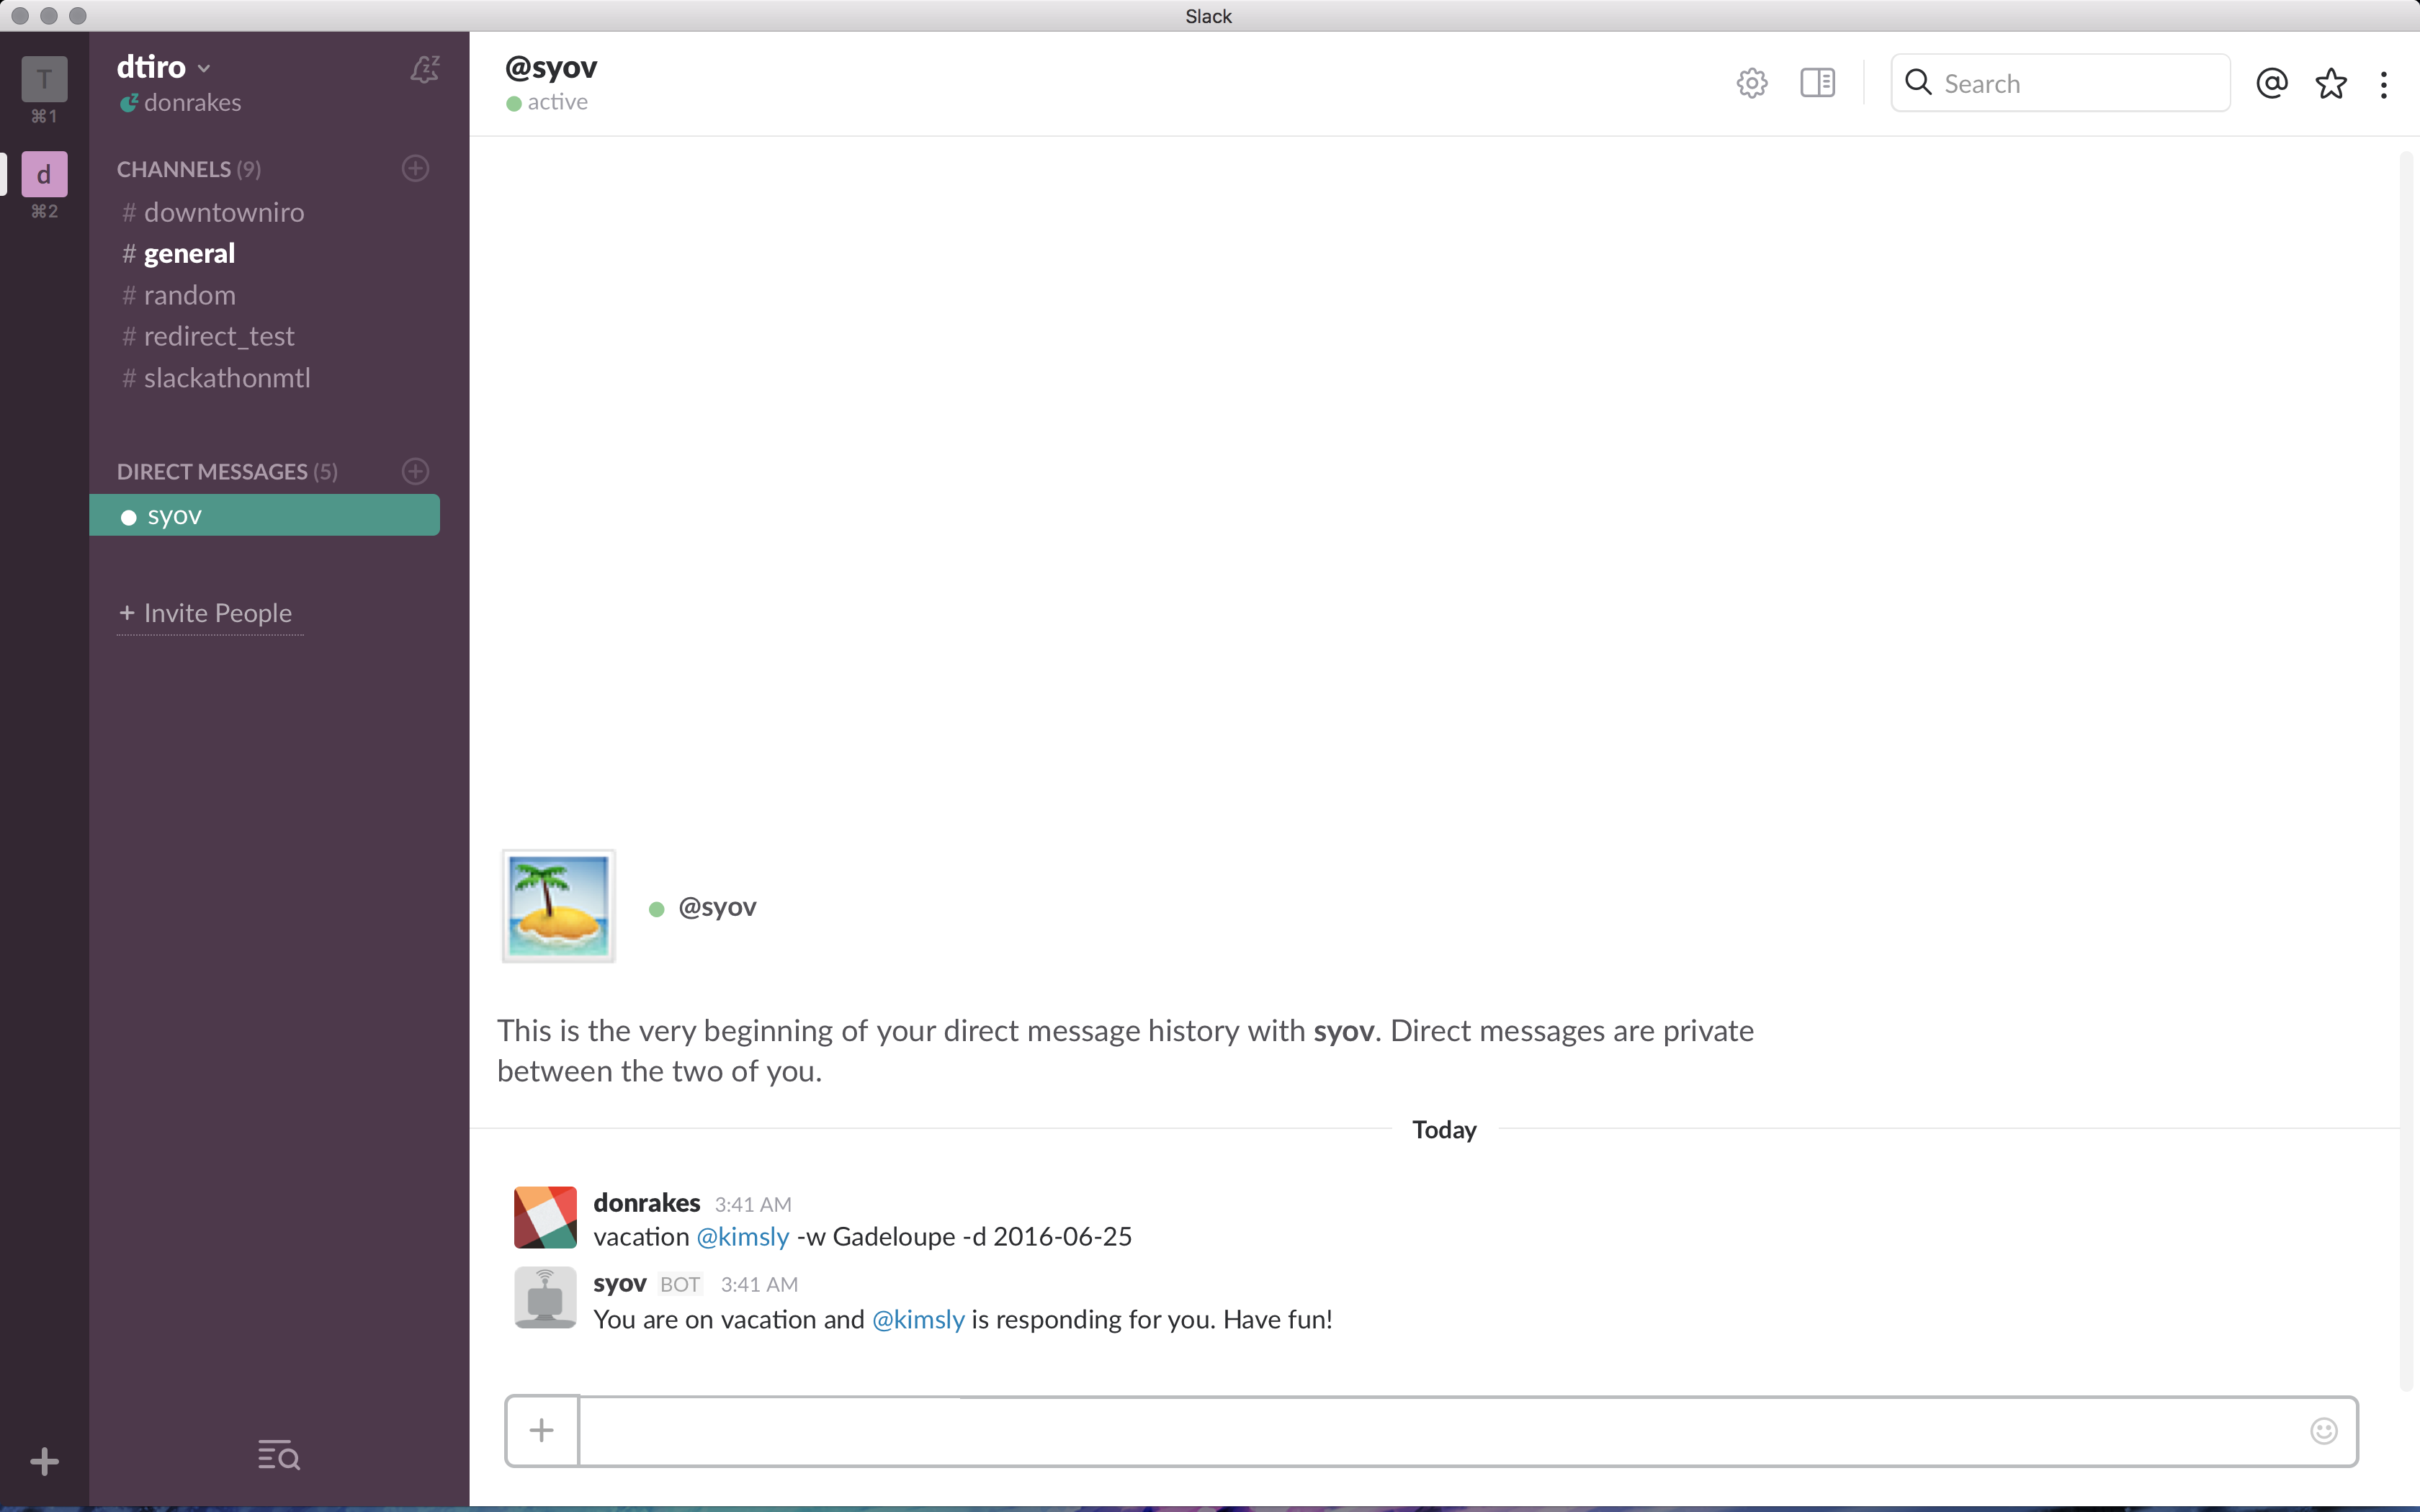 Slack
T
⌘1
d
⌘2
dtiro
donrakes
CHANNELS (9)
# downtowniro
# general
# random
# redirect_test
# slackathonmtl
DIRECT MESSAGES (5)
syov
+ Invite People
@syov
active
Search
@syov
This is the very beginning of your direct message history with syov. Direct messages are private
between the two of you.
Today
donrakes 3:41 AM
vacation @kimsly -w Gadeloupe -d 2016-06-25
syov BOT 3:41 AM
You are on vacation and @kimsly is responding for you. Have fun!